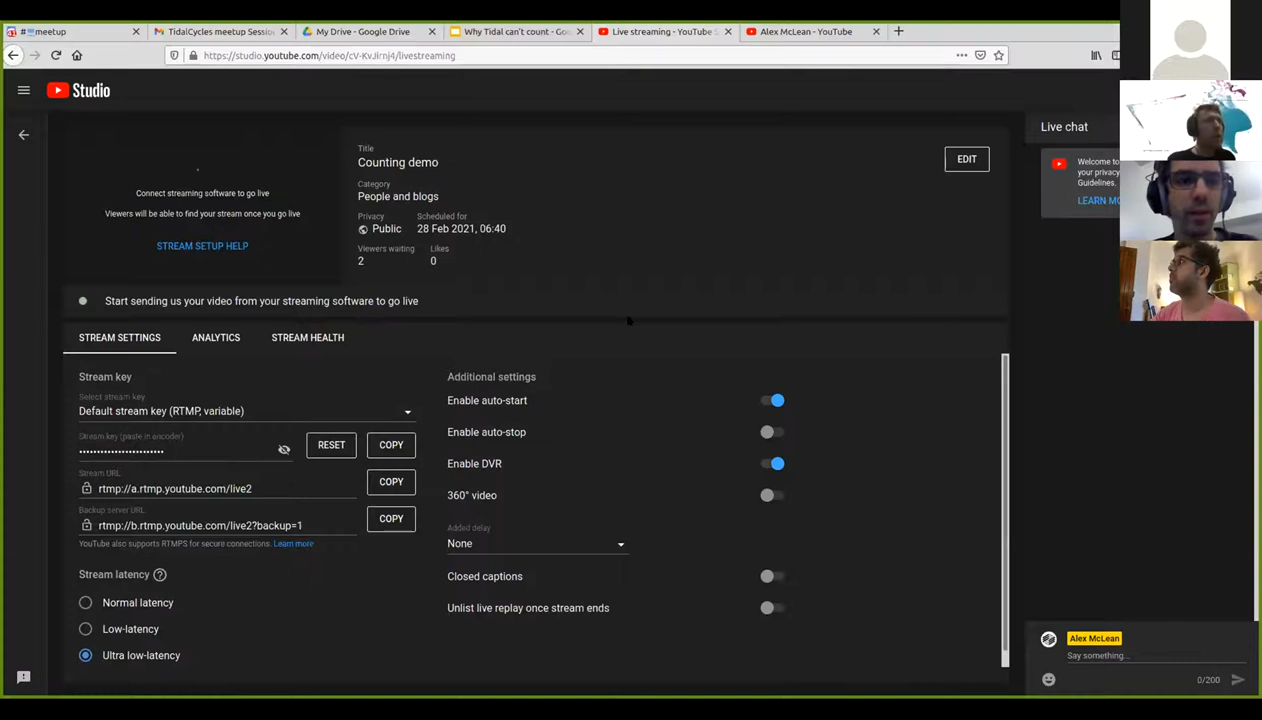 #meetup
TidalCycles meetup Sessio
My Drive - Google Drive
Why Tidal can't count - Goo
Live streaming - YouTube S
Alex McLean - YouTube
https://studio.youtube.com/video/cV-KvJirnj4/livestreaming
Studio
Connect streaming software to go live
Viewers will be able to find your stream once you go live
STREAM SETUP HELP
Title
Counting demo
Category
People and blogs
Privacy
Public
Scheduled for
28 Feb 2021, 06:40
Viewers waiting
2
Likes
0
EDIT
Live chat
Welcome to
your privacy
Guidelines.
LEARN MO
Start sending us your video from your streaming software to go live
STREAM SETTINGS
ANALYTICS
STREAM HEALTH
Stream key
Select stream key
Default stream key (RTMP, variable)
Stream key (paste in encoder)
••••••••••••••••••••••••
RESET
COPY
Stream URL
rtmp://a.rtmp.youtube.com/live2
COPY
Backup server URL
rtmp://b.rtmp.youtube.com/live2?backup=1
COPY
YouTube also supports RTMPS for secure connections. Learn more
Stream latency
Normal latency
Low-latency
Ultra low-latency
Additional settings
Enable auto-start
Enable auto-stop
Enable DVR
360° video
Added delay
None
Closed captions
Unlist live replay once stream ends
Alex McLean
Say something...
0/200